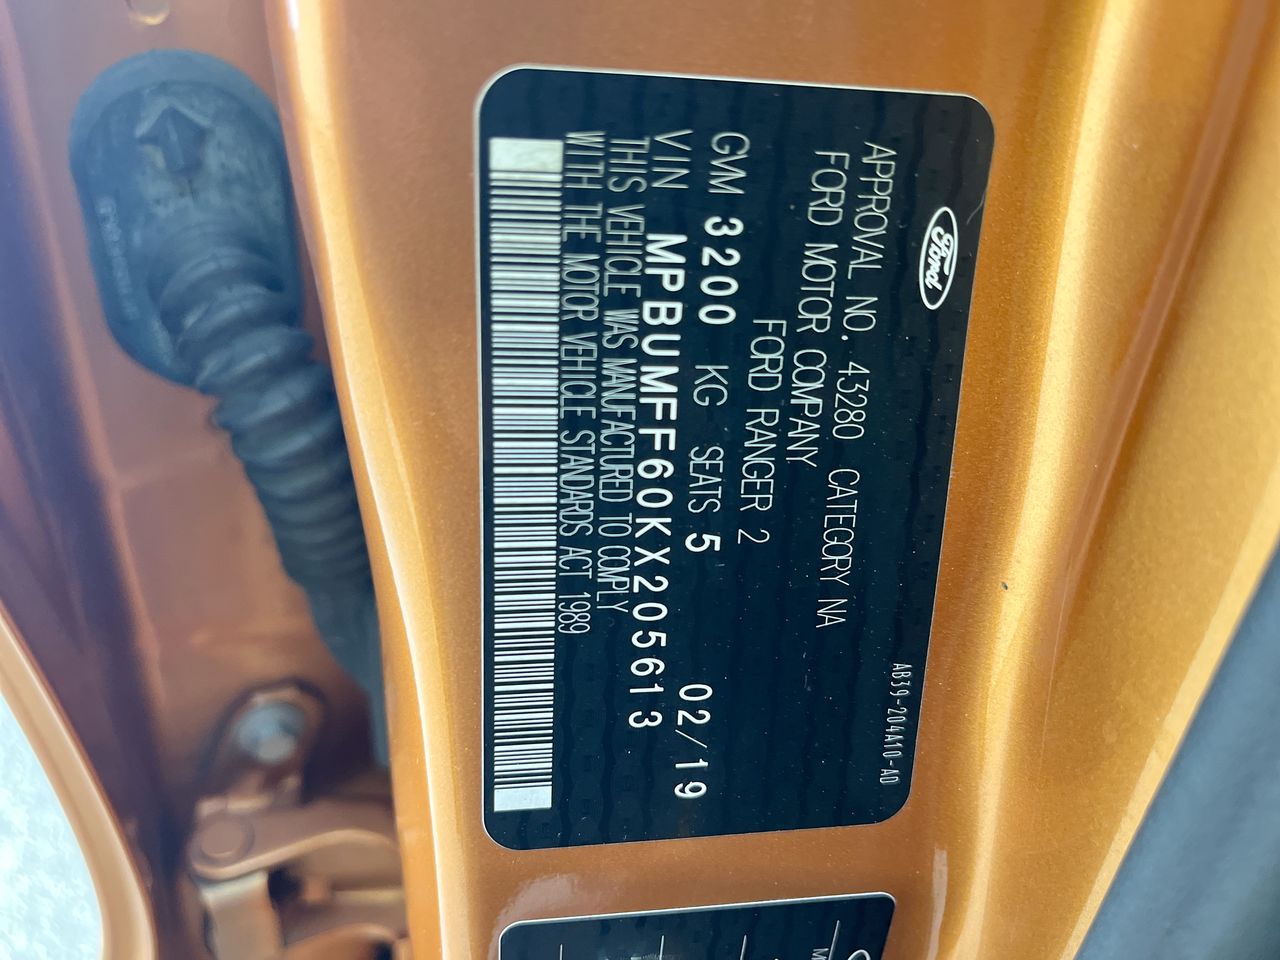 Ford
AB39-204A10-AD
APPROVAL NO. 43280 CATEGORY NA
FORD MOTOR COMPANY
FORD RANGER 2
GVM 3200 KG SEATS 5
VIN 02/19
MPBUMFF60KX205613
THIS VEHICLE WAS MANUFACTURED TO COMPLY
WITH THE MOTOR VEHICLE STANDARDS ACT 1989